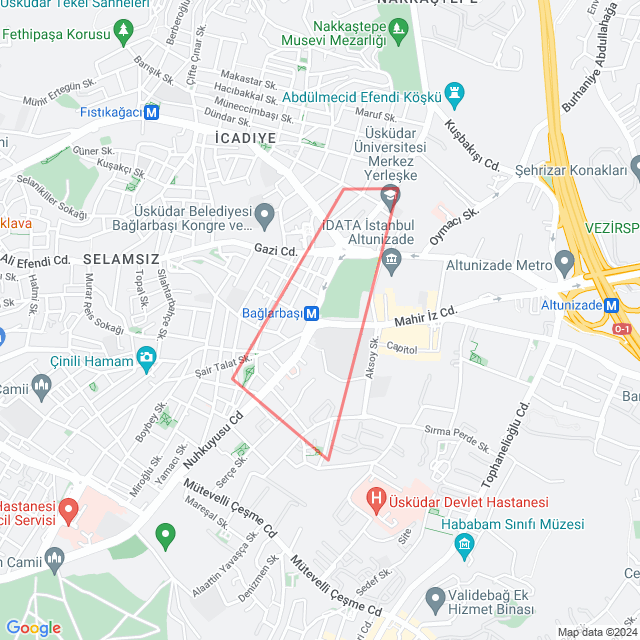 Üsküdar Tekel Sahneleri
NAKKAŞTEPE
Fethipaşa Korusu
Berberoğlu
Çifte Çınar Sk.
Nakkaştepe
Musevi Mezarlığı
Burhaniye Abdullahağa
Barışık Sk.
Münir Ertegün Sk.
Makastar Sk.
Hacıbakkal Sk.
Müneccimbaşı Sk.
Dündar Sk.
Abdülmecid Efendi Köşkü
Maruf Sk.
Fıstıkağacı
M
İCADIYE
Üsküdar
Üniversitesi
Merkez
Yerleşke
Kuşbakışı Cd.
Güner Sk.
Kuşakçı Sk.
Selanikliler Sokağı
Şehrizar Konakları
Üsküdar Belediyesi
Bağlarbaşı Kongre ve...
İDATA İstanbul
Altunizade
Oymacı Sk.
VEZİRSP
klava
Ali Efendi Cd.
SELAMSIZ
Gazi Cd.
Altunizade Metro
Halmi Sk.
Murat Reis Sokağı
Topal Sk.
Silahtarbahçe Sk.
Bağlarbaşı
M
Mahir İz Cd.
Altunizade
M
O-1
Çinili Hamam
Şair Talat Sk.
Aksoy Sk.
Capitol
Camii
Boybey Sk.
Nuhkuyusu Cd
Sırma Perde Sk.
Tophanelioğlu Cd.
Ba
Miroğlu Sk.
Yamacı Sk.
Serçe Sk.
Mütevelli Çeşme Cd
Hastanesi
cil Servisi
Mareşal Sk.
H
Üsküdar Devlet Hastanesi
Hababam Sınıfı Müzesi
Site
n Camii
Alaattin Yavaşça Sk.
Denizmen Sk.
Mütevelli Çeşme Cd
Sedef Sk.
Validebağ Ek
Hizmet Binası
Google
Map data ©2024